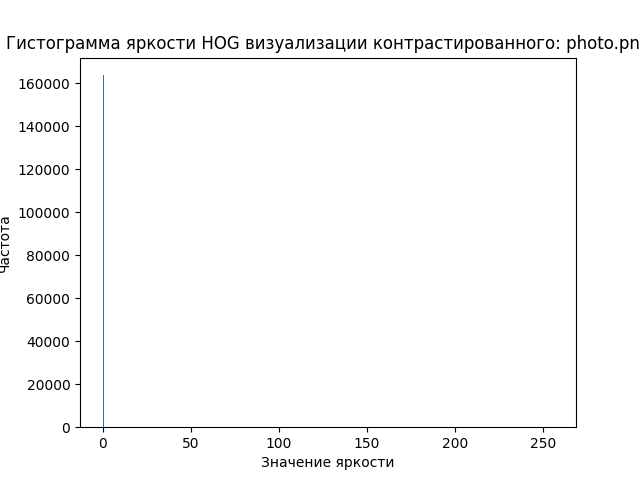 Гистограмма яркости HOG визуализации контрастированного: photo.pn
160000
140000
120000
100000
80000
60000
40000
20000
0
Частота
0 50 100 150 200 250
Значение яркости